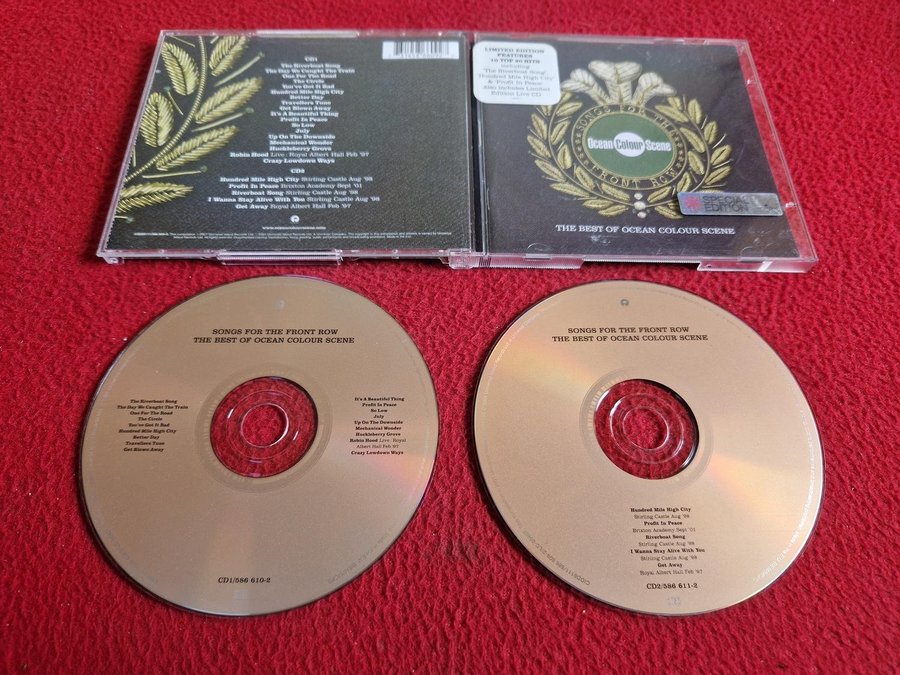 CD1
The Riverboat Song
The Day We Caught The Train
One For The Road
The Circle
You've Got It Bad
Hundred Mile High City
Better Day
Travellers Tune
Get Blown Away
It's A Beautiful Thing
Profit In Peace
So Low
July
Up On The Downside
Mechanical Wonder
Huckleberry Grove
Robin Hood Live - Royal Albert Hall Feb '97
Crazy Lowdown Ways
CD2
Hundred Mile High City Stirling Castle Aug '98
Profit In Peace Brixton Academy Sept '01
Riverboat Song Stirling Castle Aug '98
I Wanna Stay Alive With You Stirling Castle Aug '98
Get Away Royal Albert Hall Feb '97
LIMITED EDITION
FEATURES
including
'The Riverboat Song'
'Hundred Mile High City'
& 'Profit In Peace'
Also includes Limited
Edition Live CD
SONGS FOR THE
Ocean Colour Scene
FRONT ROW
SPECIAL
EDITION
THE BEST OF OCEAN COLOUR SCENE
SONGS FOR THE FRONT ROW
THE BEST OF OCEAN COLOUR SCENE
The Riverboat Song
The Day We Caught The Train
One For The Road
The Circle
You've Got It Bad
Hundred Mile High City
Better Day
Travellers Tune
Get Blown Away
It's A Beautiful Thing
Profit In Peace
So Low
July
Up On The Downside
Mechanical Wonder
Huckleberry Grove
Robin Hood Live - Royal
Albert Hall Feb '97
Crazy Lowdown Ways
CD1/586 610-2
SONGS FOR THE FRONT ROW
THE BEST OF OCEAN COLOUR SCENE
Hundred Mile High City
Stirling Castle Aug '98
Profit In Peace
Brixton Academy Sept '01
Riverboat Song
Stirling Castle Aug '98
I Wanna Stay Alive With You
Stirling Castle Aug '98
Get Away
Royal Albert Hall Feb '97
CD2/586 611-2